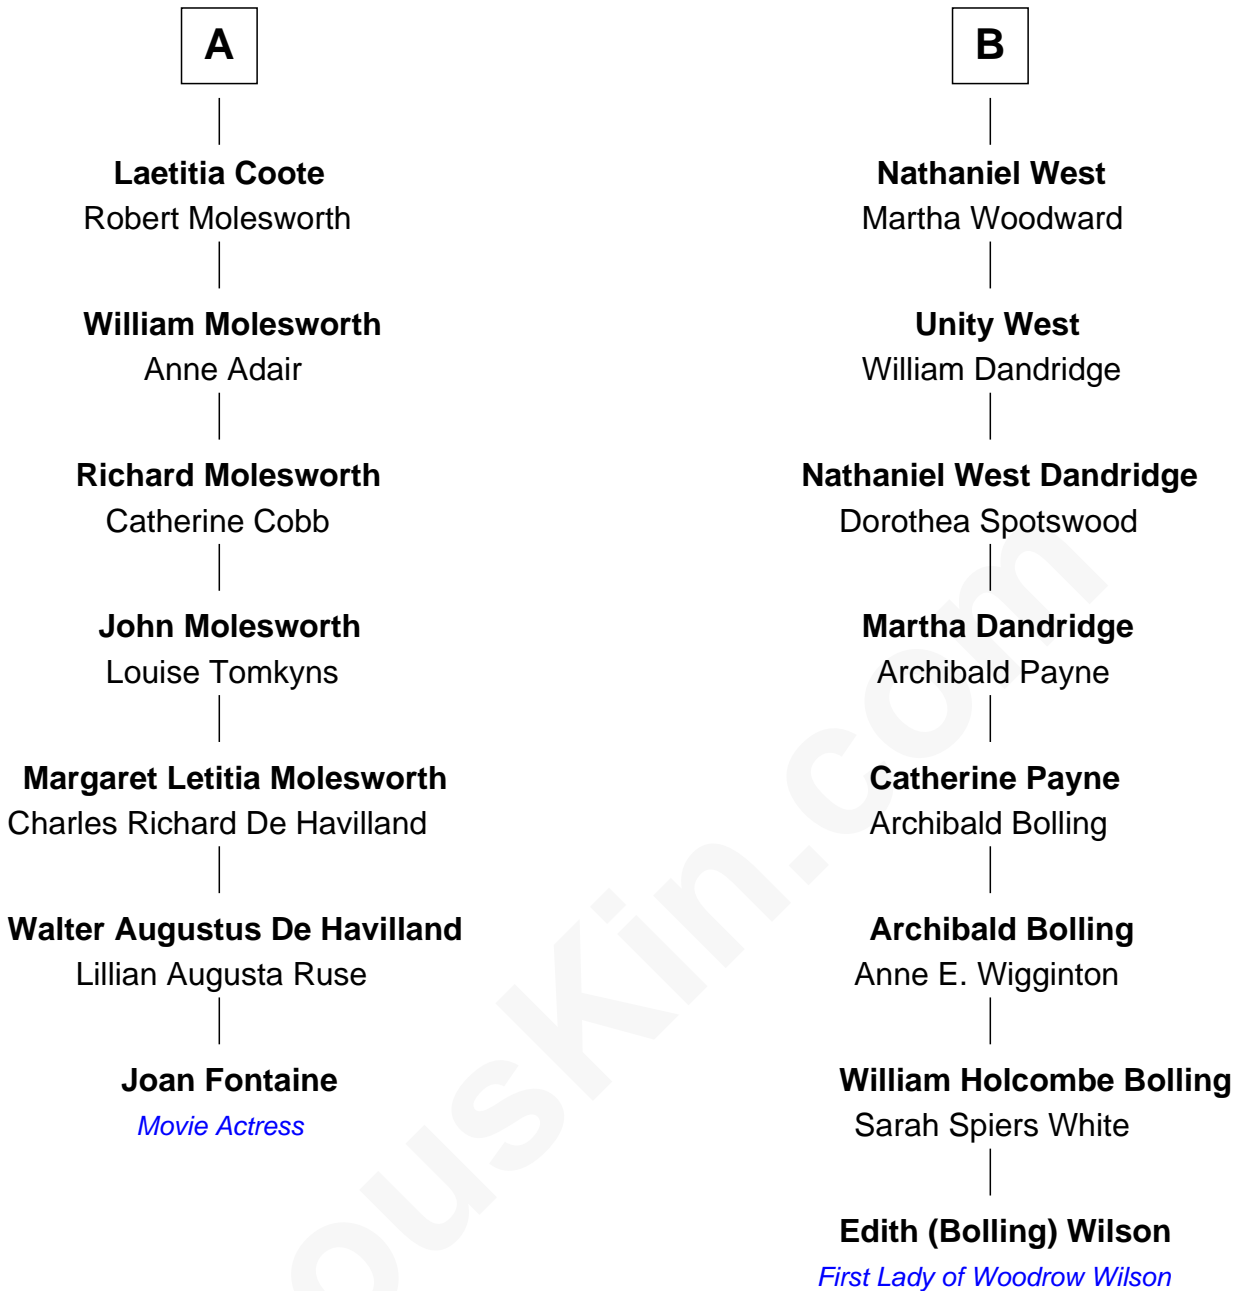 A
Laetitia Coote
Robert Molesworth
William Molesworth
Anne Adair
Richard Molesworth
Catherine Cobb
John Molesworth
Louise Tomkyns
Margaret Letitia Molesworth
Charles Richard De Havilland
Walter Augustus De Havilland
Lillian Augusta Ruse
Joan Fontaine
Movie Actress
B
Nathaniel West
Martha Woodward
Unity West
William Dandridge
Nathaniel West Dandridge
Dorothea Spotswood
Martha Dandridge
Archibald Payne
Catherine Payne
Archibald Bolling
Archibald Bolling
Anne E. Wigginton
William Holcombe Bolling
Sarah Spiers White
Edith (Bolling) Wilson
First Lady of Woodrow Wilson
ousKin.com